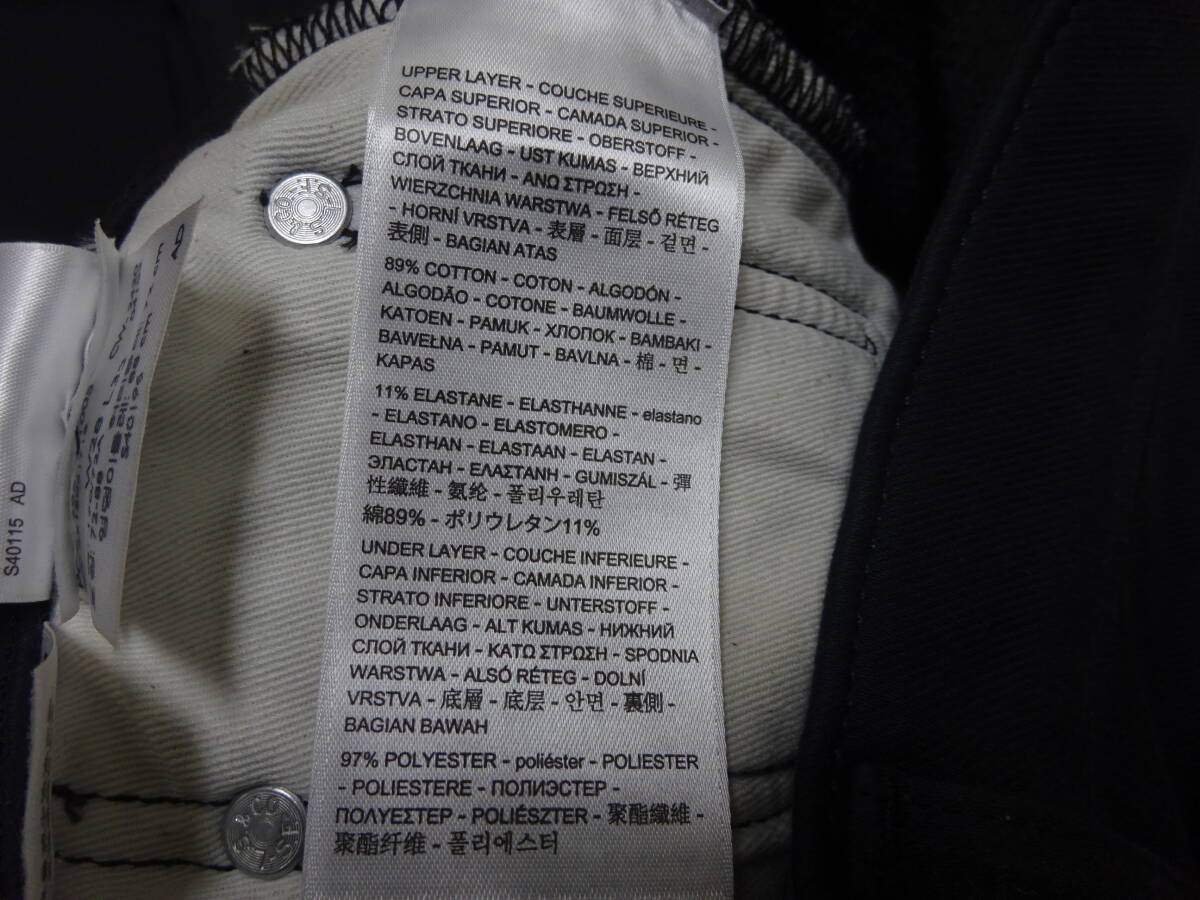 UPPER LAYER - COUCHE SUPERIEURE -
CAPA SUPERIOR - CAMADA SUPERIOR -
STRATO SUPERIORE - OBERSTOFF -
BOVENLAAG - UST KUMAS - ВЕРХНИЙ
СЛОЙ ТКАНИ - ΑΝΩ ΣΤΡΩΣΗ -
WIERZCHNIA WARSTWA - FELSŐ RÉTEG
- HORNÍ VRSTVA - 表層 - 面层 - 겉면 -
表側 - BAGIAN ATAS
89% COTTON - COTON - ALGODÓN -
ALGODÃO - COTONE - BAUMWOLLE -
KATOEN - PAMUK - ХЛОПОК - BAMBAKI -
BAWEŁNA - PAMUT - BAVLNA - 棉 - 면 -
KAPAS
11% ELASTANE - ELASTHANNE - elastano
- ELASTANO - ELASTOMERO -
ELASTHAN - ELASTAAN - ELASTAN -
ЭЛАСТАН - ΕΛΑΣΤΑΝΗ - GUMISZÁL - 彈
性纖維 - 氨纶 - 폴리우레탄
綿89% - ポリウレタン11%
UNDER LAYER - COUCHE INFERIEURE -
CAPA INFERIOR - CAMADA INFERIOR -
STRATO INFERIORE - UNTERSTOFF -
ONDERLAAG - ALT KUMAS - НИЖНИЙ
СЛОЙ ТКАНИ - ΚΑΤΩ ΣΤΡΩΣΗ - SPODNIA
WARSTWA - ALSÓ RÉTEG - DOLNÍ
VRSTVA - 底層 - 底层 - 안면 - 裏側 -
BAGIAN BAWAH
97% POLYESTER - poliéster - POLIESTER
- POLIESTERE - ПОЛИЭСТЕР -
ΠΟΛΥΕΣΤΕΡ - POLIÉSZTER - 聚酯纖維 -
聚酯纤维 - 폴리에스터
S40115 AD
AD
L.S.&CO.-S.F.